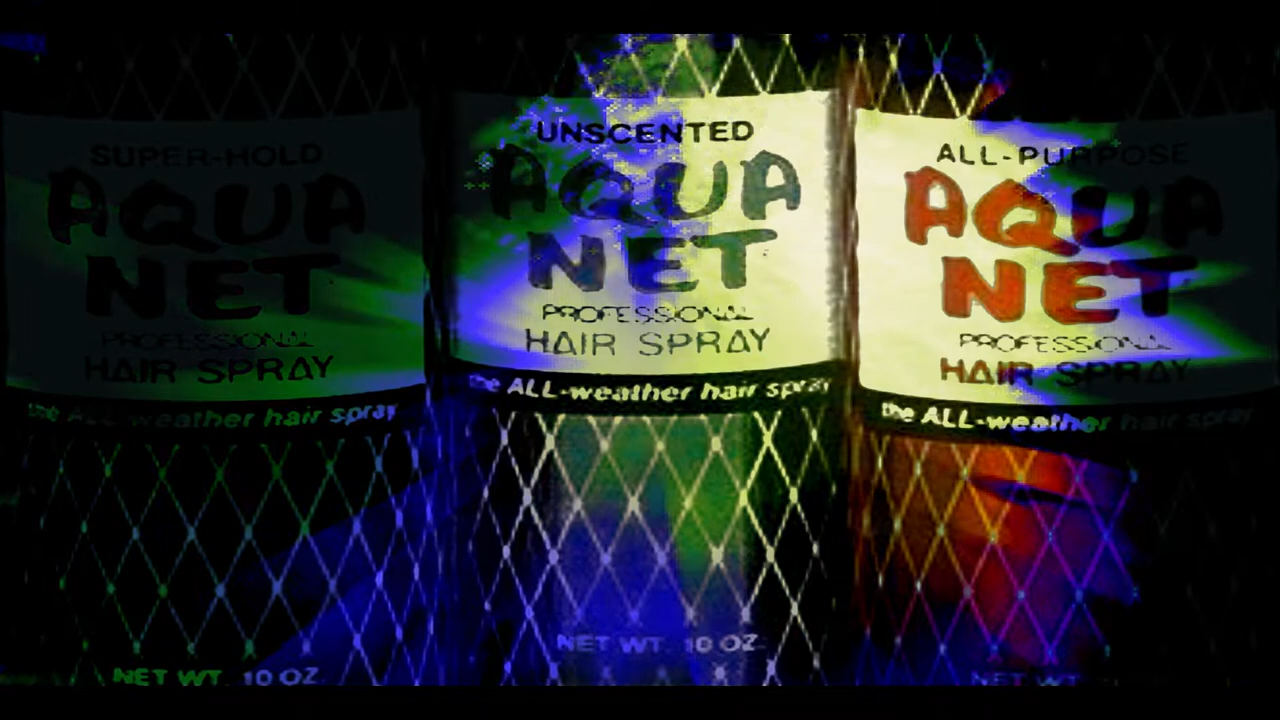 SUPER-HOLD
AQUA
NET
PROFESSIONAL
HAIR SPRAY
the ALL-weather hair spray
NET WT. 10 OZ.
UNSCENTED
AQUA
NET
PROFESSIONAL
HAIR SPRAY
the ALL-weather hair spray
NET WT. 10 OZ.
ALL-PURPOSE
AQUA
NET
PROFESSIONAL
HAIR SPRAY
the ALL-weather hair spray
NET WT.